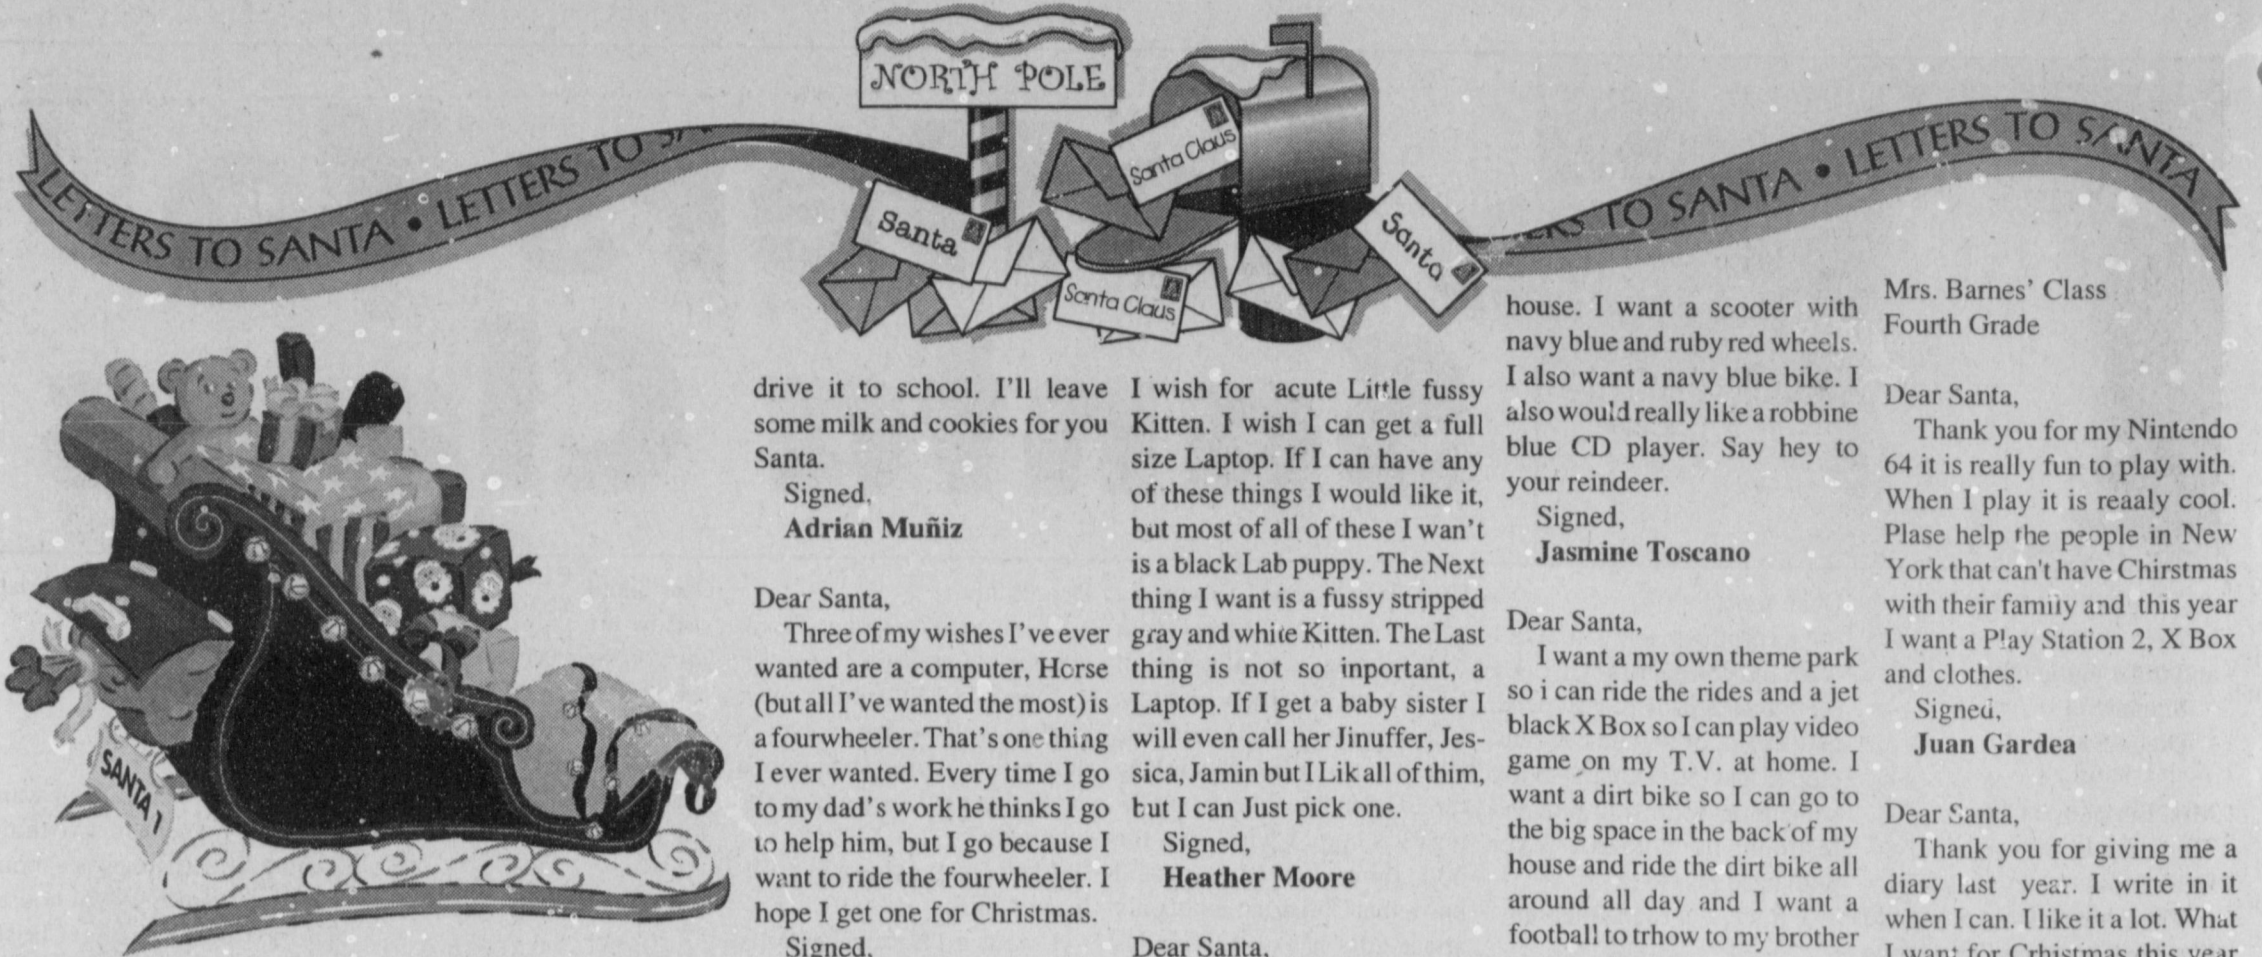 NORTH POLE
LETTERS TO SANTA • LETTERS TO SA
Santa Claus
Santa
Santa Claus
Santa
TO SANTA • LETTERS TO SANTA
SANTA 1
drive it to school. I'll leave
some milk and cookies for you
Santa.
Signed,
Adrian Muñiz
Dear Santa,
Three of my wishes I've ever
wanted are a computer, Horse
(but all I've wanted the most) is
a fourwheeler. That's one thing
I ever wanted. Every time I go
to my dad's work he thinks I go
to help him, but I go because I
want to ride the fourwheeler. I
hope I get one for Christmas.
Signed,
I wish for acute Little fussy
Kitten. I wish I can get a full
size Laptop. If I can have any
of these things I would like it,
but most of all of these I wan't
is a black Lab puppy. The Next
thing I want is a fussy stripped
gray and white Kitten. The Last
thing is not so inportant, a
Laptop. If I get a baby sister I
will even call her Jinuffer, Jes-
sica, Jamin but I Lik all of thim,
but I can Just pick one.
Signed,
Heather Moore
Dear Santa,
house. I want a scooter with
navy blue and ruby red wheels.
I also want a navy blue bike. I
also would really like a robbine
blue CD player. Say hey to
your reindeer.
Signed,
Jasmine Toscano
Dear Santa,
I want a my own theme park
so i can ride the rides and a jet
black X Box so I can play video
game on my T.V. at home. I
want a dirt bike so I can go to
the big space in the back of my
house and ride the dirt bike all
around all day and I want a
football to trhow to my brother
Mrs. Barnes' Class
Fourth Grade
Dear Santa,
Thank you for my Nintendo
64 it is really fun to play with.
When I play it is reaaly cool.
Plase help the people in New
York that can't have Chirstmas
with their family and this year
I want a Play Station 2, X Box
and clothes.
Signed,
Juan Gardea
Dear Santa,
Thank you for giving me a
diary last year. I write in it
when I can. I like it a lot. What
I want for Crhistmas this year